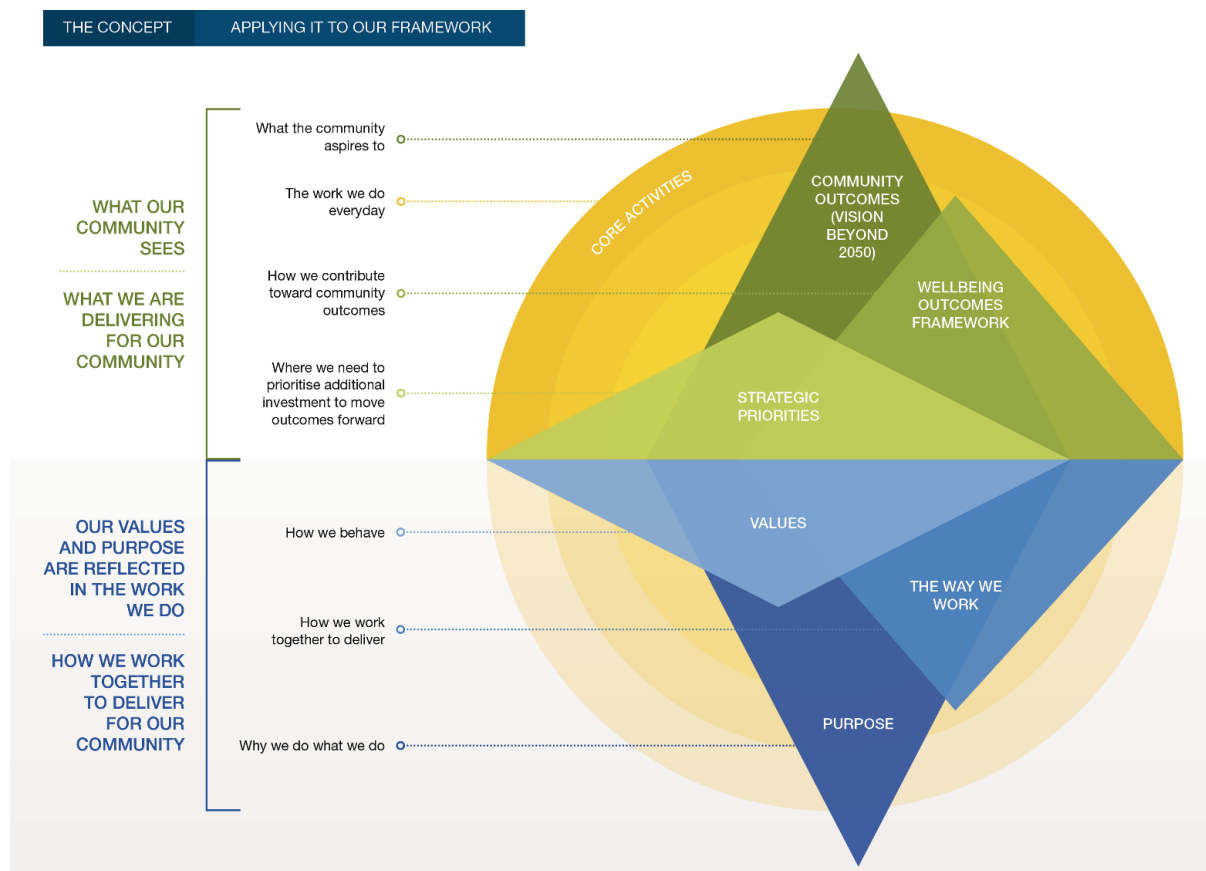 THE CONCEPT
APPLYING IT TO OUR FRAMEWORK
WHAT OUR
COMMUNITY
SEES
WHAT WE ARE
DELIVERING
FOR OUR
COMMUNITY
What the community
aspires to
The work we do
everyday
How we contribute
toward community
outcomes
Where we need to
prioritise additional
investment to move
outcomes forward
CORE ACTIVITIES
COMMUNITY
OUTCOMES
(VISION
BEYOND
2050)
WELLBEING
OUTCOMES
FRAMEWORK
STRATEGIC
PRIORITIES
OUR VALUES
AND PURPOSE
ARE REFLECTED
IN THE WORK
WE DO
HOW WE WORK
TOGETHER
TO DELIVER
FOR OUR
COMMUNITY
How we behave
How we work
together to deliver
Why we do what we do
VALUES
THE WAY WE
WORK
PURPOSE